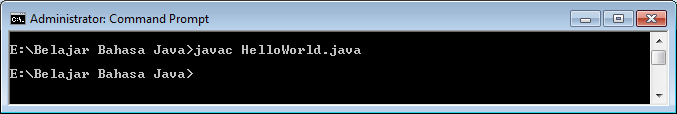 Administrator: Command Prompt
E:\Belajar Bahasa Java>javac HelloWorld.java
E:\Belajar Bahasa Java>